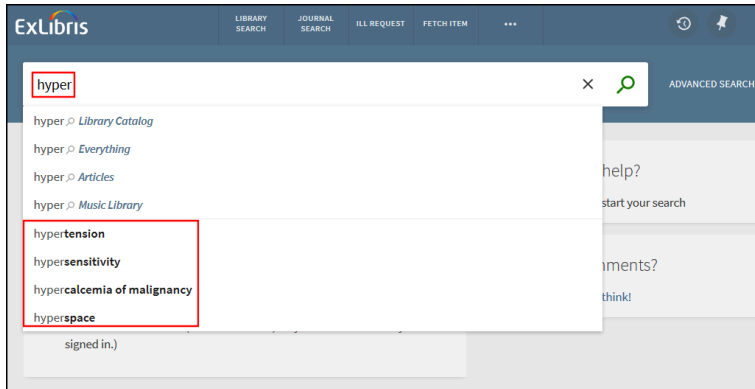 ExLibris
LIBRARY SEARCH
JOURNAL SEARCH
ILL REQUEST
FETCH ITEM
hyper
ADVANCED SEARCH
hyper Library Catalog
hyper Everything
hyper Articles
hyper Music Library
hypertension
hypersensitivity
hypercalcemia of malignancy
hyperspace
help?
start your search
think!
signed in.)